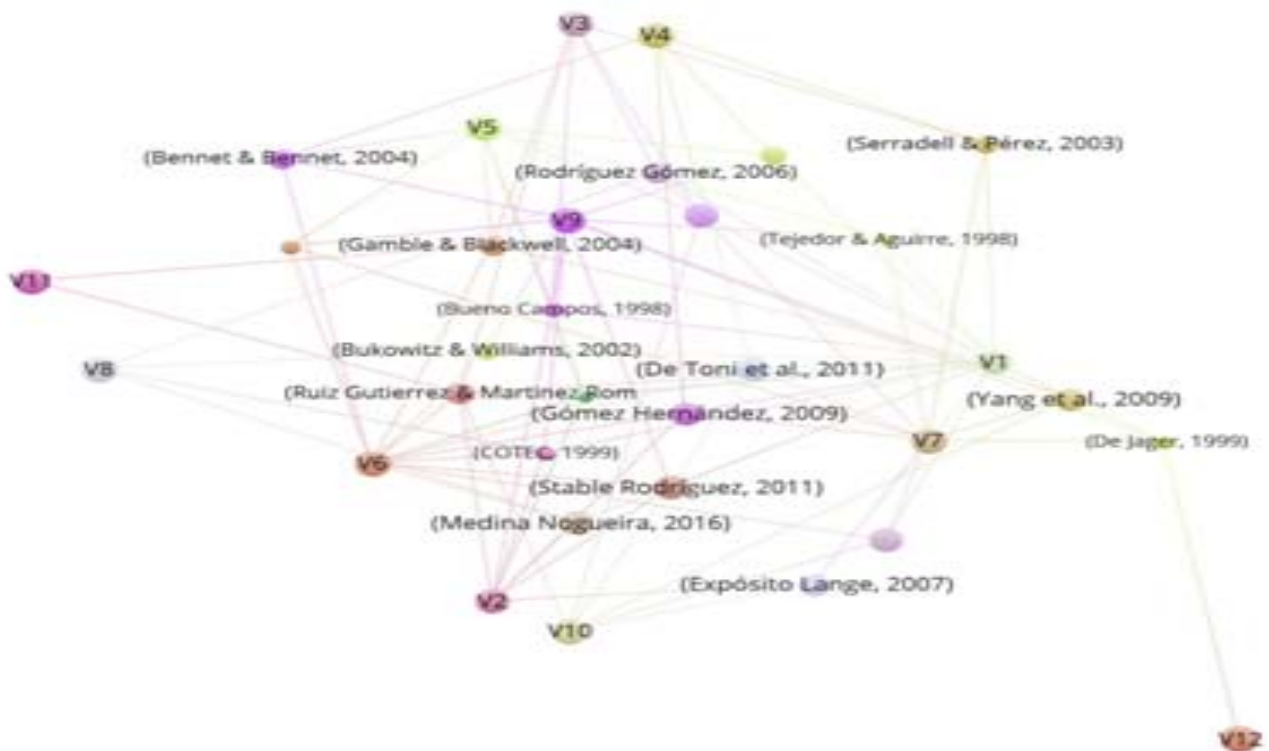 V3
V4
V5
(Serradell & Pérez, 2003)
(Bennet & Bennet, 2004)
(Rodríguez Gómez, 2006)
V9
(Tejedor & Aguirre, 1998)
(Gamble & Blackwell, 2004)
V11
(Bueno Campos, 1998)
(Bukowitz & Williams, 2002)
V1
V8
(De Toni et al., 2011)
(Ruiz Gutierrez & Martinez Rom
(Yang et al., 2009)
(Gómez Hernández, 2009)
V7
(De Jager, 1999)
(COTEC, 1999)
V6
(Stable Rodríguez, 2011)
(Medina Nogueira, 2016)
(Expósito Lange, 2007)
V2
V10
V12